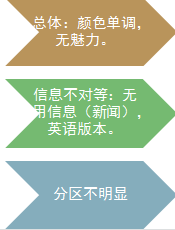 总体：颜色单调，
无魅力。
信息不对等：无
用信息（新闻），
英语版本。
分区不明显